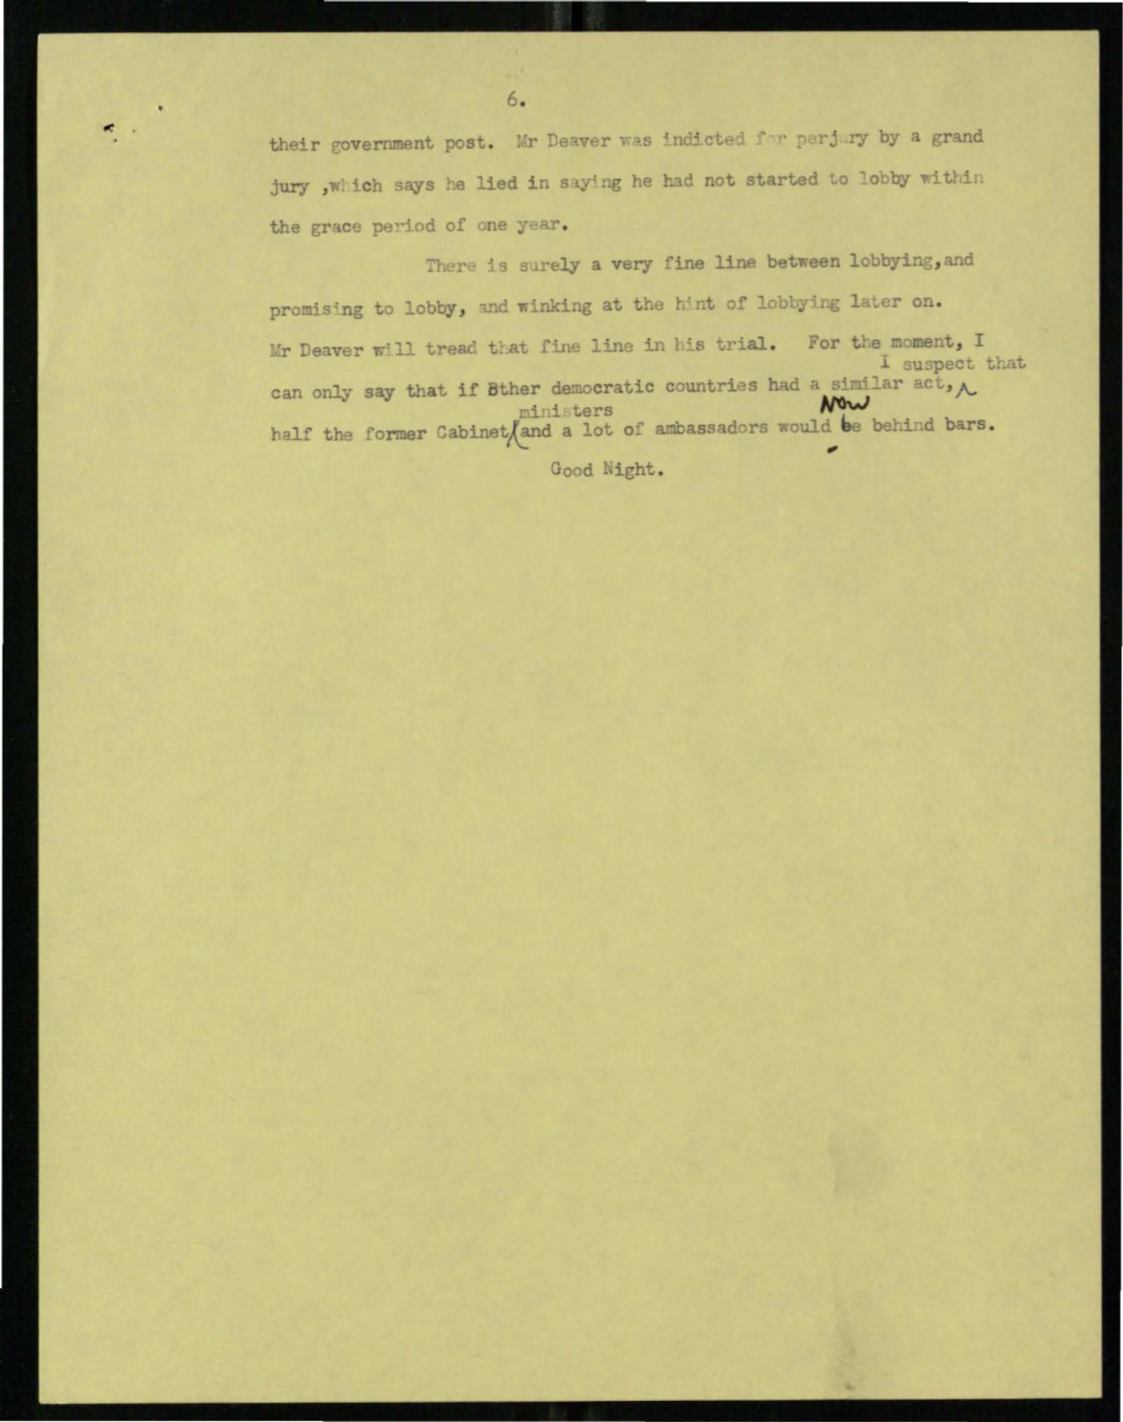 6.
their government post. Mr Deaver was indicted for perjury by a grand
jury ,which says he lied in saying he had not started to lobby within
the grace period of one year.
There is surely a very fine line between lobbying,and
promising to lobby, and winking at the hint of lobbying later on.
Mr Deaver will tread that fine line in his trial. For the moment, I
I suspect that
can only say that if other democratic countries had a similar act,
ministers
Now
half the former Cabinet and a lot of ambassadors would be behind bars.
Good Night.